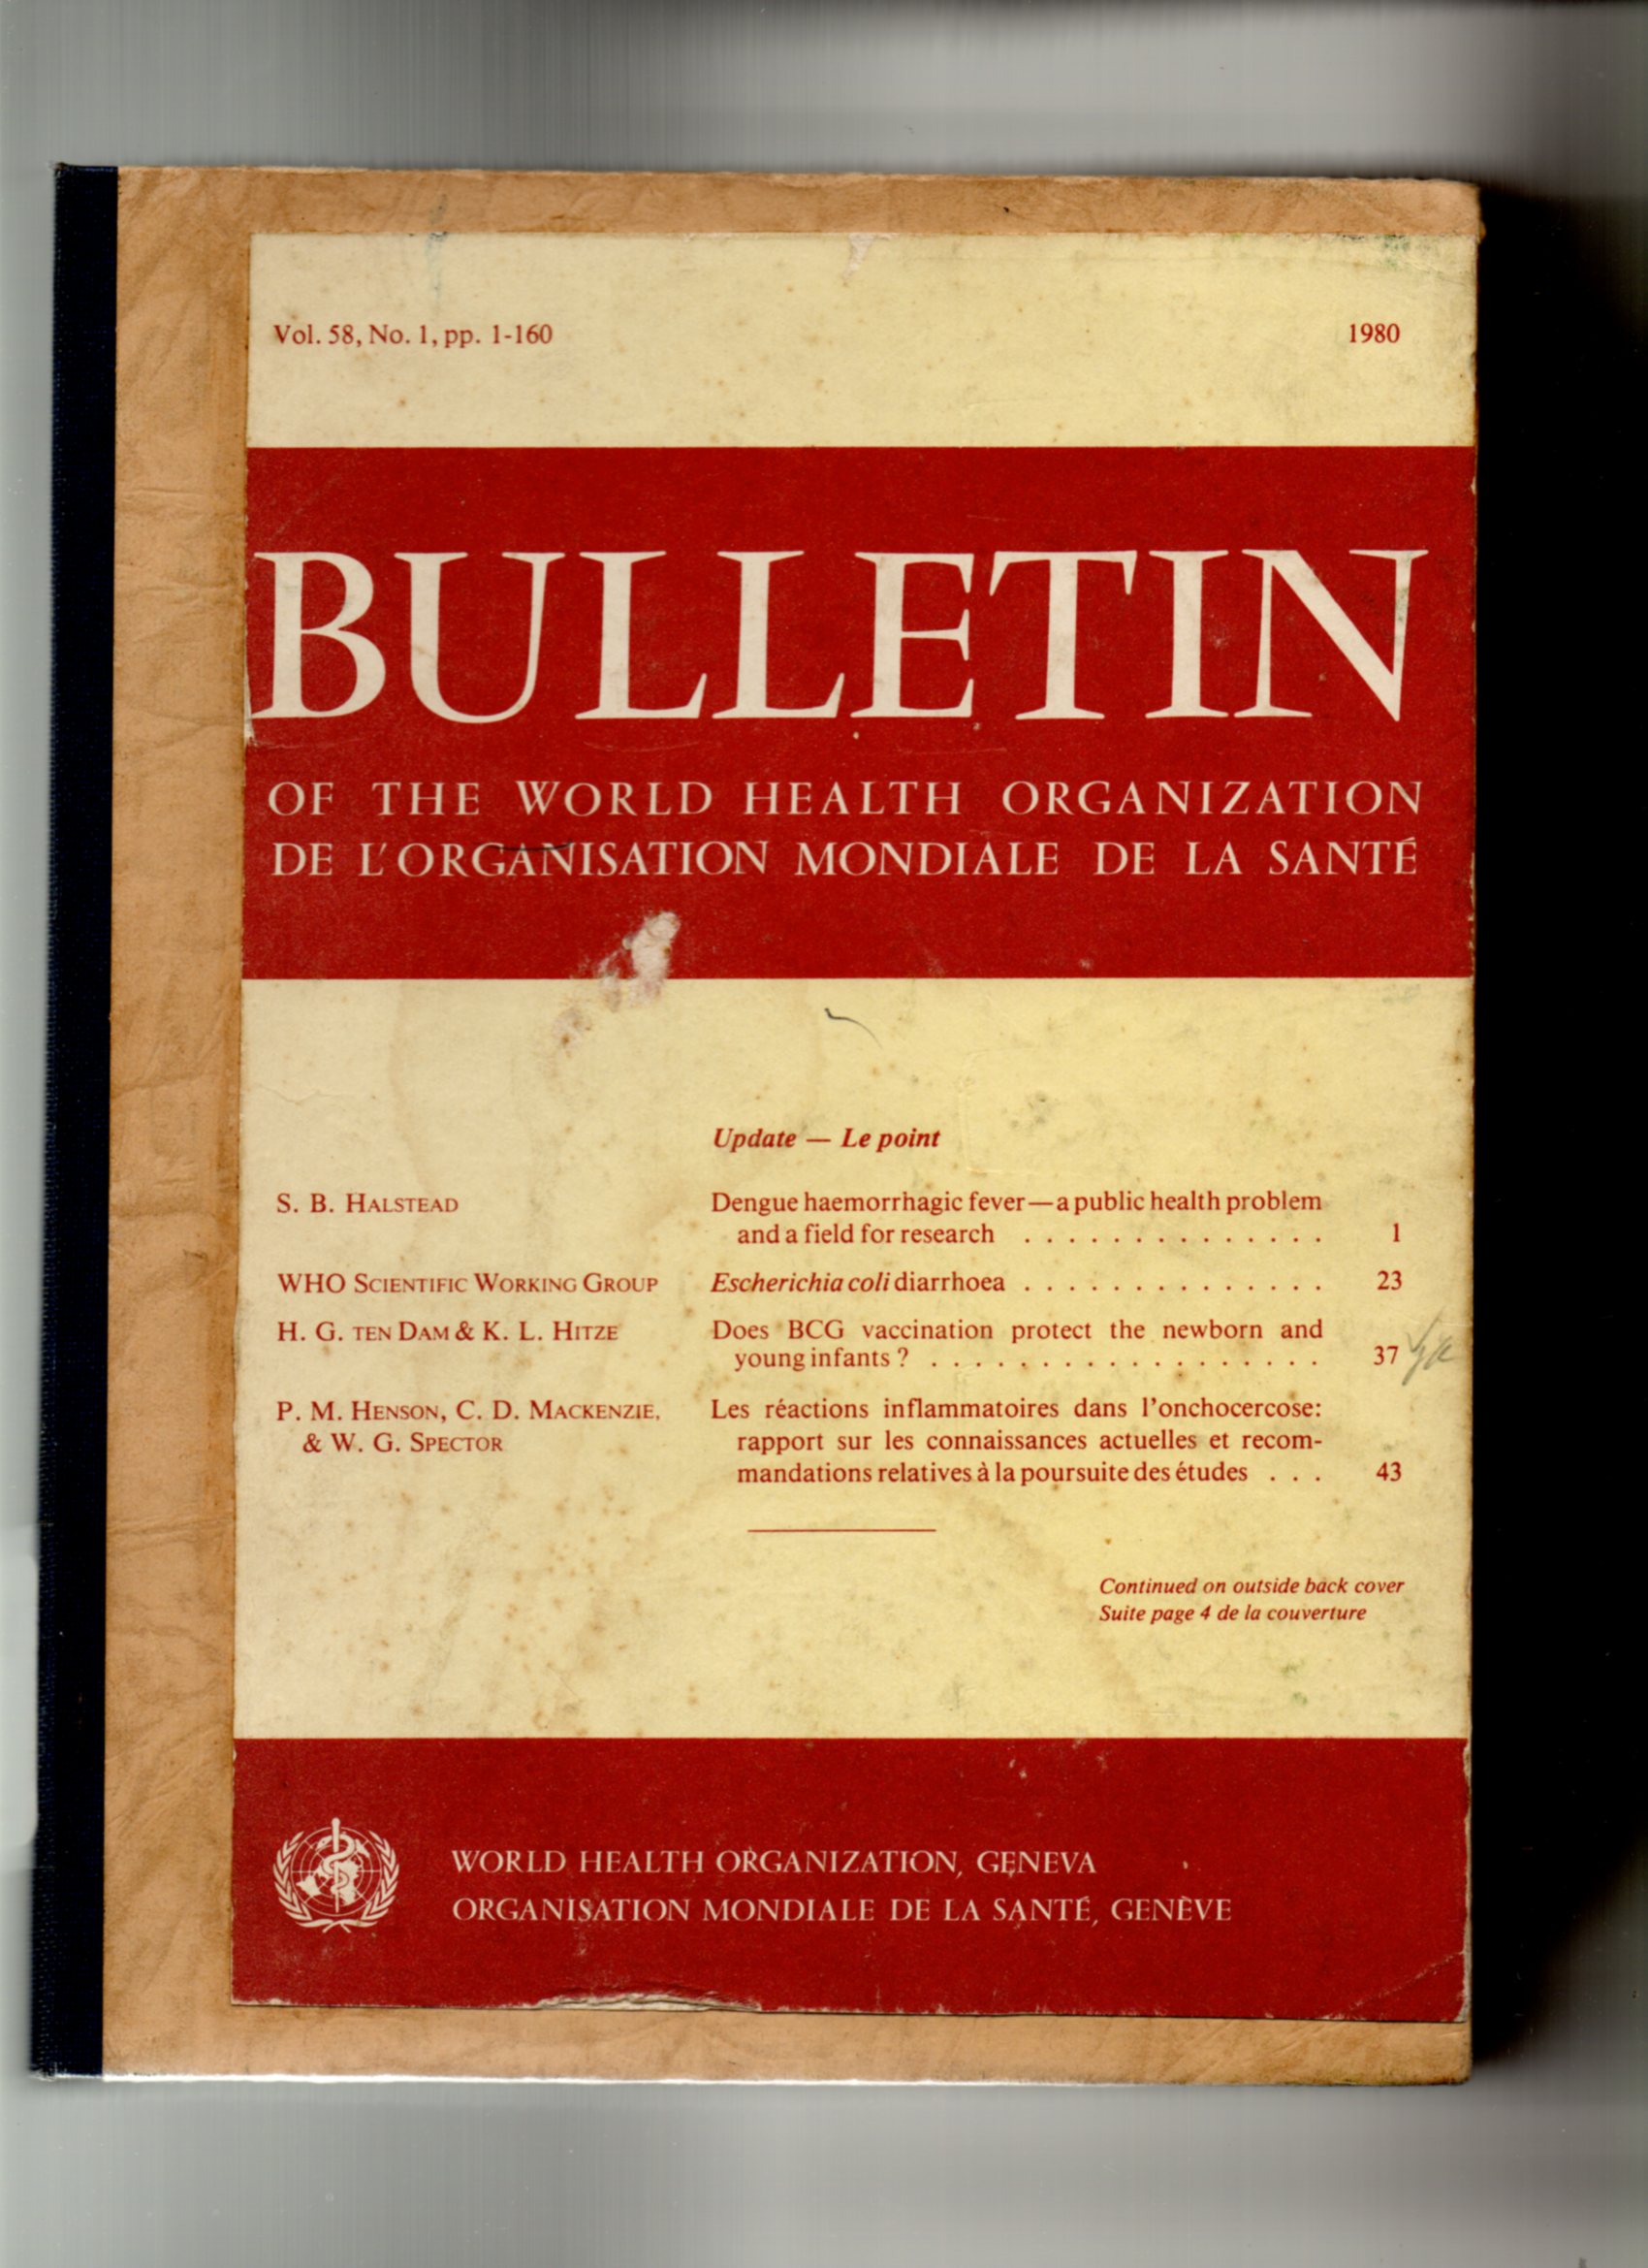 Vol. 58, No. 1, pp. 1-160 1980
BULLETIN
OF THE WORLD HEALTH ORGANIZATION
DE L'ORGANISATION MONDIALE DE LA SANTÉ
Update — Le point
S. B. HALSTEAD Dengue haemorrhagic fever—a public health problem
and a field for research . . . . . . . . . . . . . . 1
WHO SCIENTIFIC WORKING GROUP Escherichia coli diarrhoea . . . . . . . . . . . . . . 23
H. G. TEN DAM & K. L. HITZE Does BCG vaccination protect the newborn and
young infants ? . . . . . . . . . . . . . . . . . . 37
P. M. HENSON, C. D. MACKENZIE, Les réactions inflammatoires dans l'onchocercose:
& W. G. SPECTOR rapport sur les connaissances actuelles et recom-
mandations relatives à la poursuite des études . . . 43
Continued on outside back cover
Suite page 4 de la couverture
WORLD HEALTH ORGANIZATION, GENEVA
ORGANISATION MONDIALE DE LA SANTÉ, GENÈVE